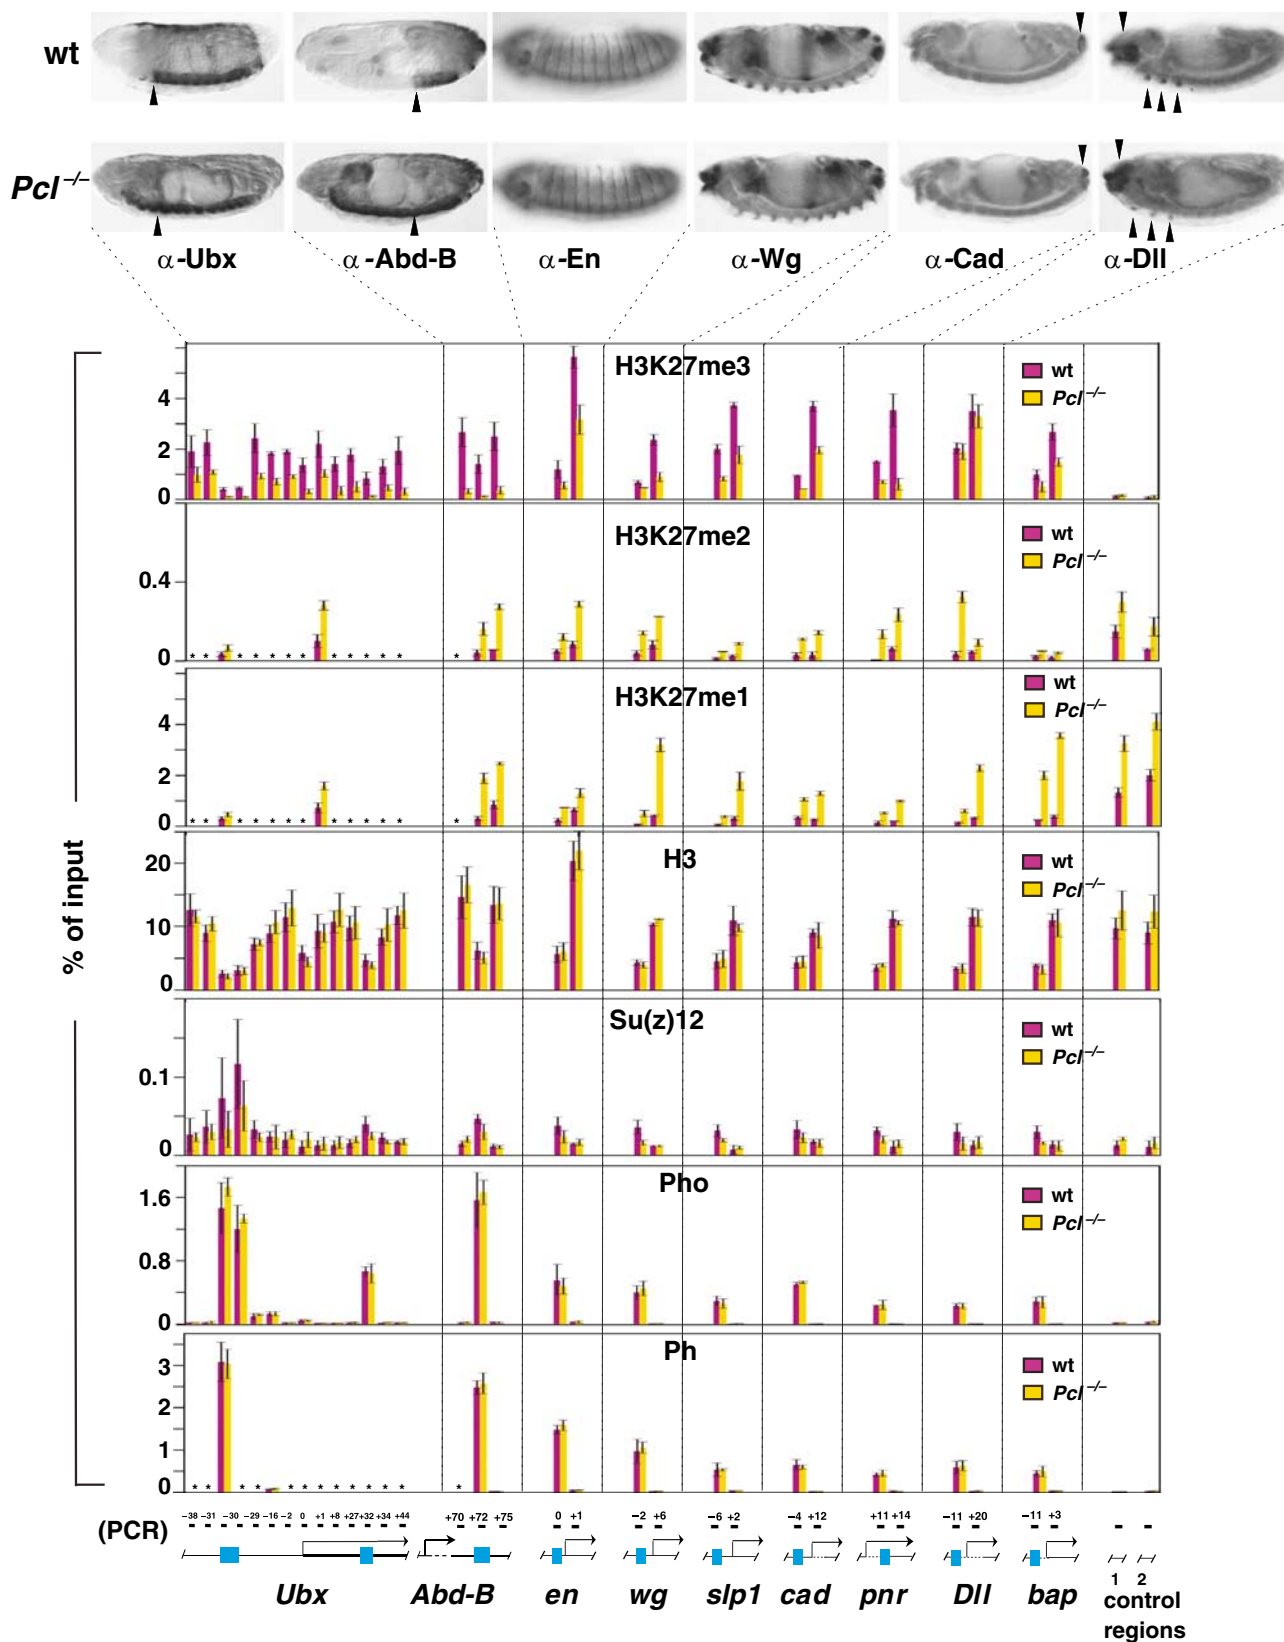 wt
Pcl −/−
α-Ubx α-Abd-B α-En α-Wg α-Cad α-Dll
% of input
H3K27me3
wt
Pcl −/−
4
2
0
H3K27me2
wt
Pcl −/−
0.4
0
* * * * * * * * * * * * *
H3K27me1
wt
Pcl −/−
4
2
0
* * * * * * * * * * * * *
H3
wt
Pcl −/−
20
10
0
Su(z)12
wt
Pcl −/−
0.1
0
Pho
wt
Pcl −/−
1.6
0.8
0
Ph
wt
Pcl −/−
3
2
1
0
* * * * * * * * * * * * *
(PCR) −38 −31 −30 −29 −16 −2 0 +1 +8 +27 +32 +34 +44 +70 +72 +75 0 +1 −2 +6 −6 +2 −4 +12 +11 +14 −11 +20 −11 +3
1 2
Ubx Abd-B en wg slp1 cad pnr Dll bap control
regions